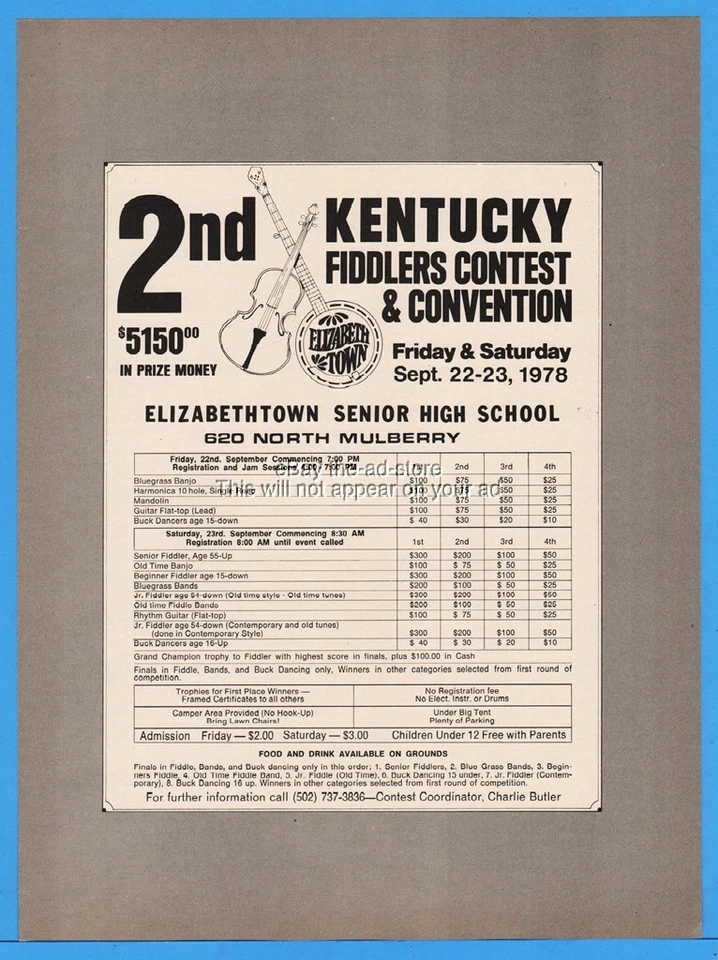 2nd KENTUCKY
FIDDLERS CONTEST
& CONVENTION
$5150⁰⁰
IN PRIZE MONEY
ELIZABETH
TOWN
Friday & Saturday
Sept. 22-23, 1978
ELIZABETHTOWN SENIOR HIGH SCHOOL
620 NORTH MULBERRY
Friday, 22nd. September Commencing 7:00 PM
Registration and Jam Sessions 4:00 - 7:00 PM 1st 2nd 3rd 4th
eBay the-ad-store
This will not appear on your ad
Bluegrass Banjo $100 $75 $50 $25
Harmonica 10 hole, Single $100 $75 $50 $25
Mandolin $100 $75 $50 $25
Guitar Flat-top (Lead) $100 $75 $50 $25
Buck Dancers age 15-down $ 40 $30 $20 $10
Saturday, 23rd. September Commencing 8:30 AM
Registration 8:00 AM until event called 1st 2nd 3rd 4th
Senior Fiddler, Age 55-Up $300 $200 $100 $50
Old Time Banjo $100 $ 75 $ 50 $25
Beginner Fiddler age 15-down $300 $200 $100 $50
Bluegrass Bands $200 $100 $ 50 $25
Jr. Fiddler age 54-down (Old time style - Old time tunes) $300 $200 $100 $50
Old time Fiddle Bands $200 $100 $ 50 $25
Rhythm Guitar (Flat-top) $100 $ 75 $ 50 $25
Jr. Fiddler age 54-down (Contemporary and old tunes)
(done in Contemporary Style) $300 $200 $100 $50
Buck Dancers age 16-Up $ 40 $ 30 $ 20 $10
Grand Champion trophy to Fiddler with highest score in finals, plus $100.00 in Cash
Finals in Fiddle, Bands, and Buck Dancing only, Winners in other categories selected from first round of
competition.
Trophies for First Place Winners —
Framed Certificates to all others
No Registration fee
No Elect. Instr. or Drums
Camper Area Provided (No Hook-Up)
Bring Lawn Chairs!
Under Big Tent
Plenty of Parking
Admission Friday — $2.00 Saturday — $3.00 Children Under 12 Free with Parents
FOOD AND DRINK AVAILABLE ON GROUNDS
Finals in Fiddle, Bands, and Buck dancing only in this order; 1. Senior Fiddlers, 2. Blue Grass Bands, 3. Begin-
ners Fiddle, 4. Old Time Fiddle Band, 5. Jr. Fiddle (Old Time), 6. Buck Dancing 15 under, 7. Jr. Fiddler (Contem-
porary), 8. Buck Dancing 16 up. Winners in other categories selected from first round of competition.
For further information call (502) 737-3836—Contest Coordinator, Charlie Butler